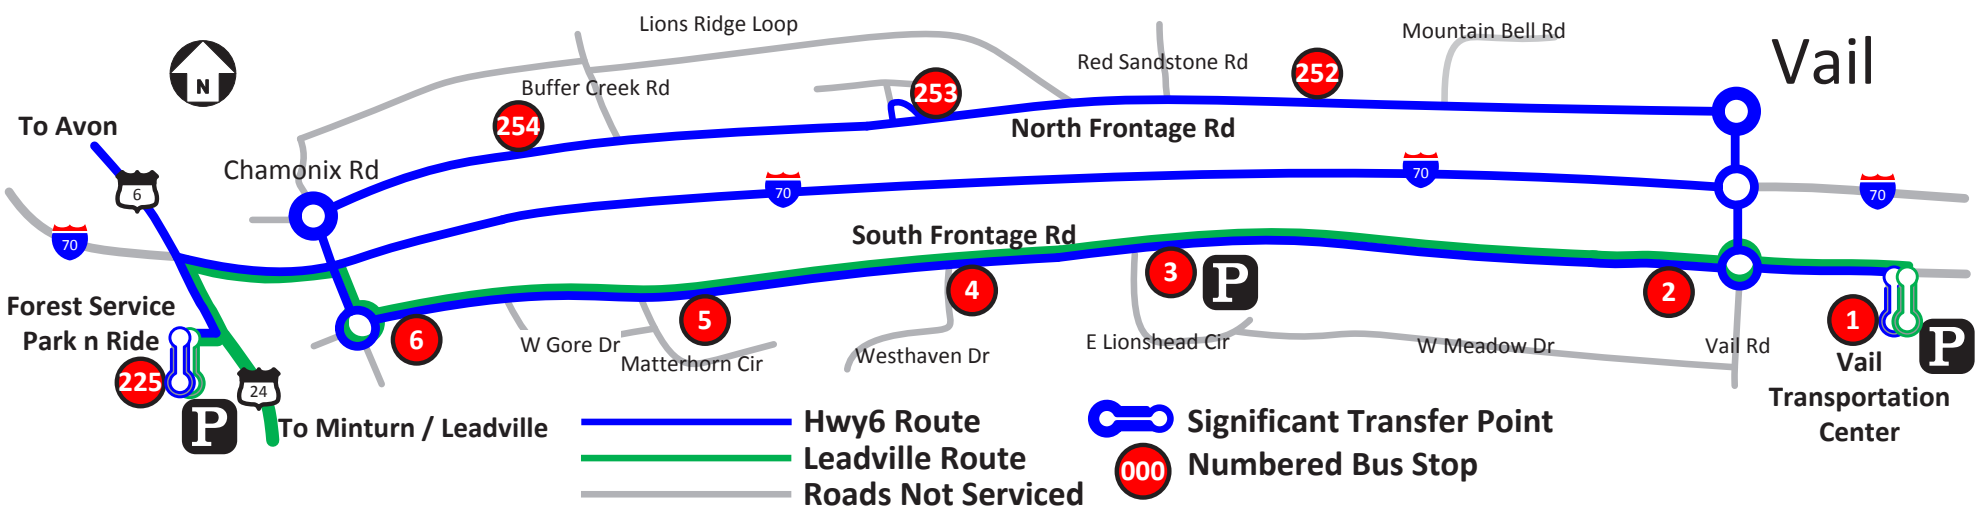 Lions Ridge Loop
Mountain Bell Rd
Vail
Red Sandstone Rd
252
N
Buffer Creek Rd
253
254
To Avon
North Frontage Rd
Chamonix Rd
6
70
70
70
70
South Frontage Rd
3
P
4
2
Forest Service
Park n Ride
5
6
1
P
W Gore Dr
Matterhorn Cir
Westhaven Dr
E Lionshead Cir
W Meadow Dr
Vail Rd
Vail
Transportation
Center
225
24
P
To Minturn / Leadville
Hwy6 Route
Leadville Route
Roads Not Serviced
Significant Transfer Point
000
Numbered Bus Stop